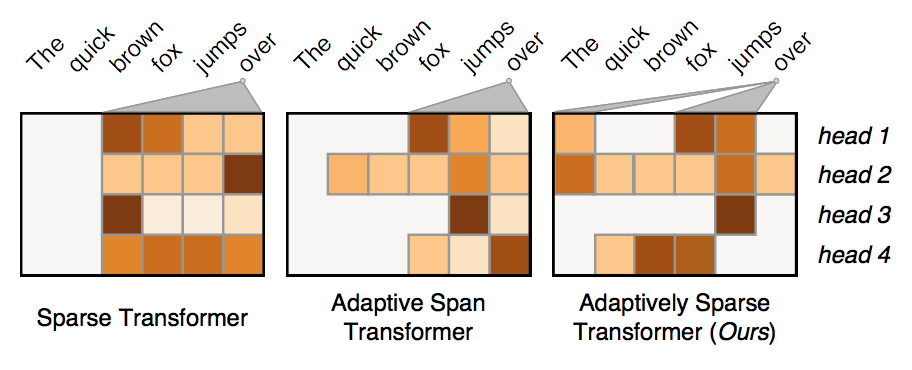 The quick brown fox jumps over
The quick brown fox jumps over
The quick brown fox jumps over
head 1
head 2
head 3
head 4
Sparse Transformer
Adaptive Span
Transformer
Adaptively Sparse
Transformer (Ours)